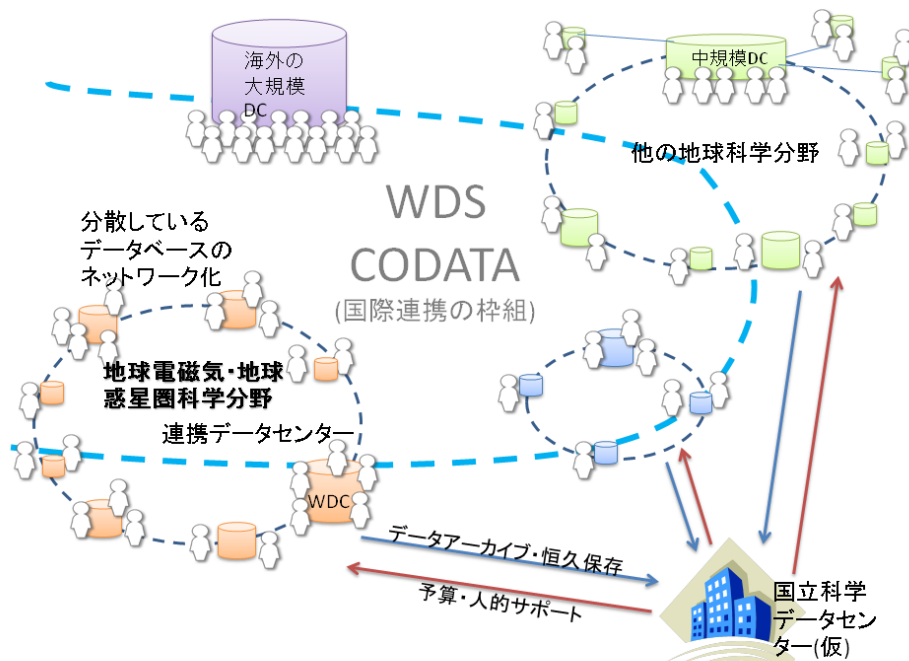 海外の
大規模
DC
中規模DC
他の地球科学分野
WDS
CODATA
(国際連携の枠組)
分散している
データベースの
ネットワーク化
地球電磁気・地球
惑星圏科学分野
連携データセンター
WDC
データアーカイブ・恒久保存
予算・人的サポート
国立科学
データセン
ター(仮)